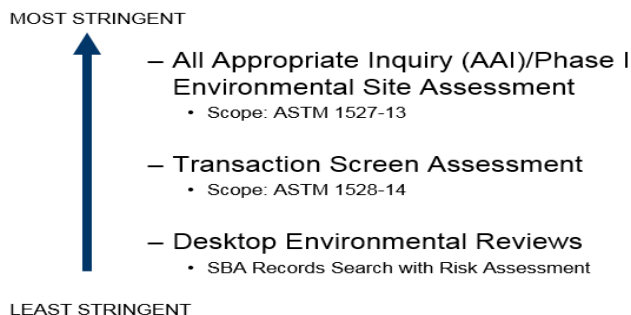 MOST STRINGENT
– All Appropriate Inquiry (AAI)/Phase I
Environmental Site Assessment
• Scope: ASTM 1527-13
– Transaction Screen Assessment
• Scope: ASTM 1528-14
– Desktop Environmental Reviews
• SBA Records Search with Risk Assessment
LEAST STRINGENT